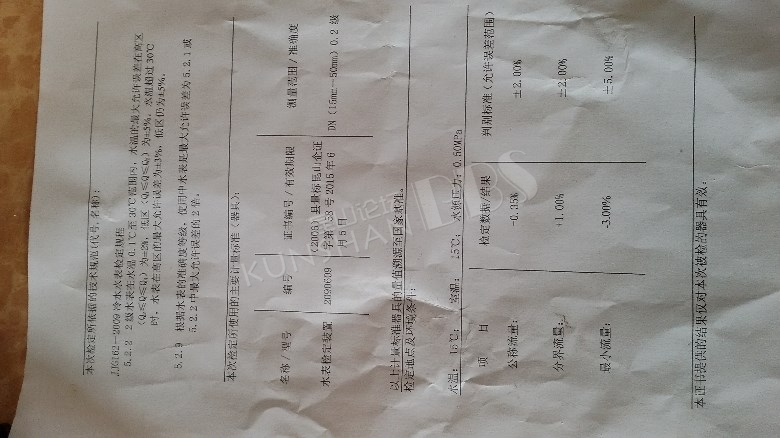 本次检定所依据的技术规范(代号,名称):
JJG162—2009冷水水表检定规程
5.2.2 2级水表在水温0.1℃至30℃范围内,水温的最大允许误差在高区
(Q₂≤Q≤Q₄)为±2%,低区(Q₁≤Q≤Q₂)为±5%,水温超过30℃
时,水表在高区的最大允许误差为±3%,低区仍为±5%。
5.2.9 根据水表的准确度等级,使用中水表是最大允许误差为5.2.1或
5.2.2中最大允许误差的2倍。
本次检定所使用的主要计量标准(器具):
名称/型号 编号 证书编号/有效期限 测量范围/准确度
水表检定装置 2090609 (2008)县量标昆山企证 DN(15mm—50mm)0.2级
字第 58号 2015年6
月5日
以上计量标准器具的量值溯源至国家基准。
检定地点及环境条件:
水温: 16℃; 室温: 15℃; 水源压力: 0.50MPa
项 目 检定数据/结果 判别标准(允许误差范围)
公称流量: -0.35% ±2.00%
分界流量: +1.00% ±2.00%
最小流量: -3.00% ±5.00%
本证书提供的结果仅对本次被检的器具有效:
KUNSHAN BBS